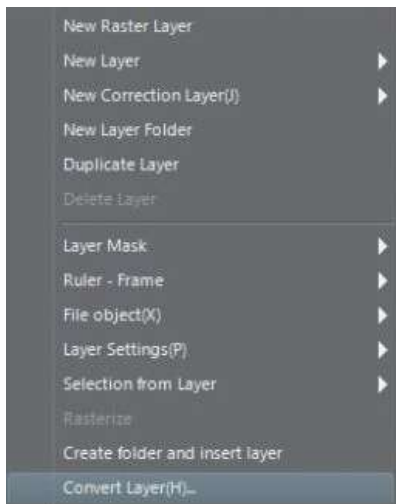 New Raster Layer
New Layer
New Correction Layer(J)
New Layer Folder
Duplicate Layer
Delete Layer
Layer Mask
Ruler - Frame
File object(X)
Layer Settings(P)
Selection from Layer
Rasterize
Create folder and insert layer
Convert Layer(H)...